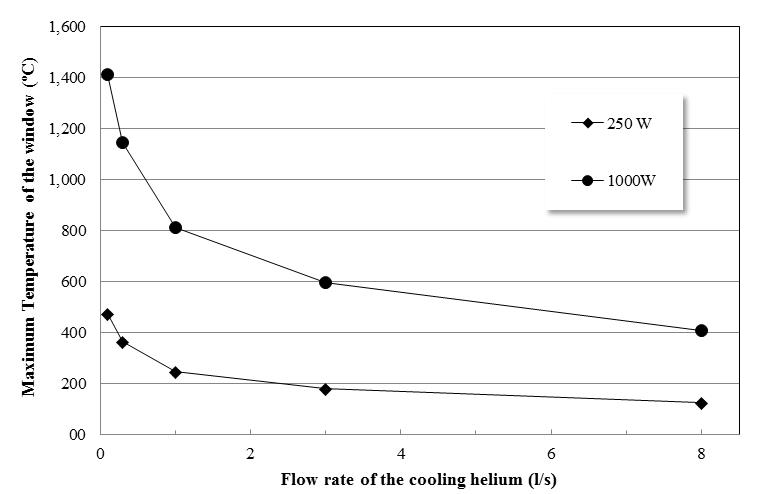 1,600
1,400
1,200
1,000
800
600
400
200
00
Maximum Temperature of the window (ºC)
250 W
1000W
0 2 4 6 8
Flow rate of the cooling helium (l/s)